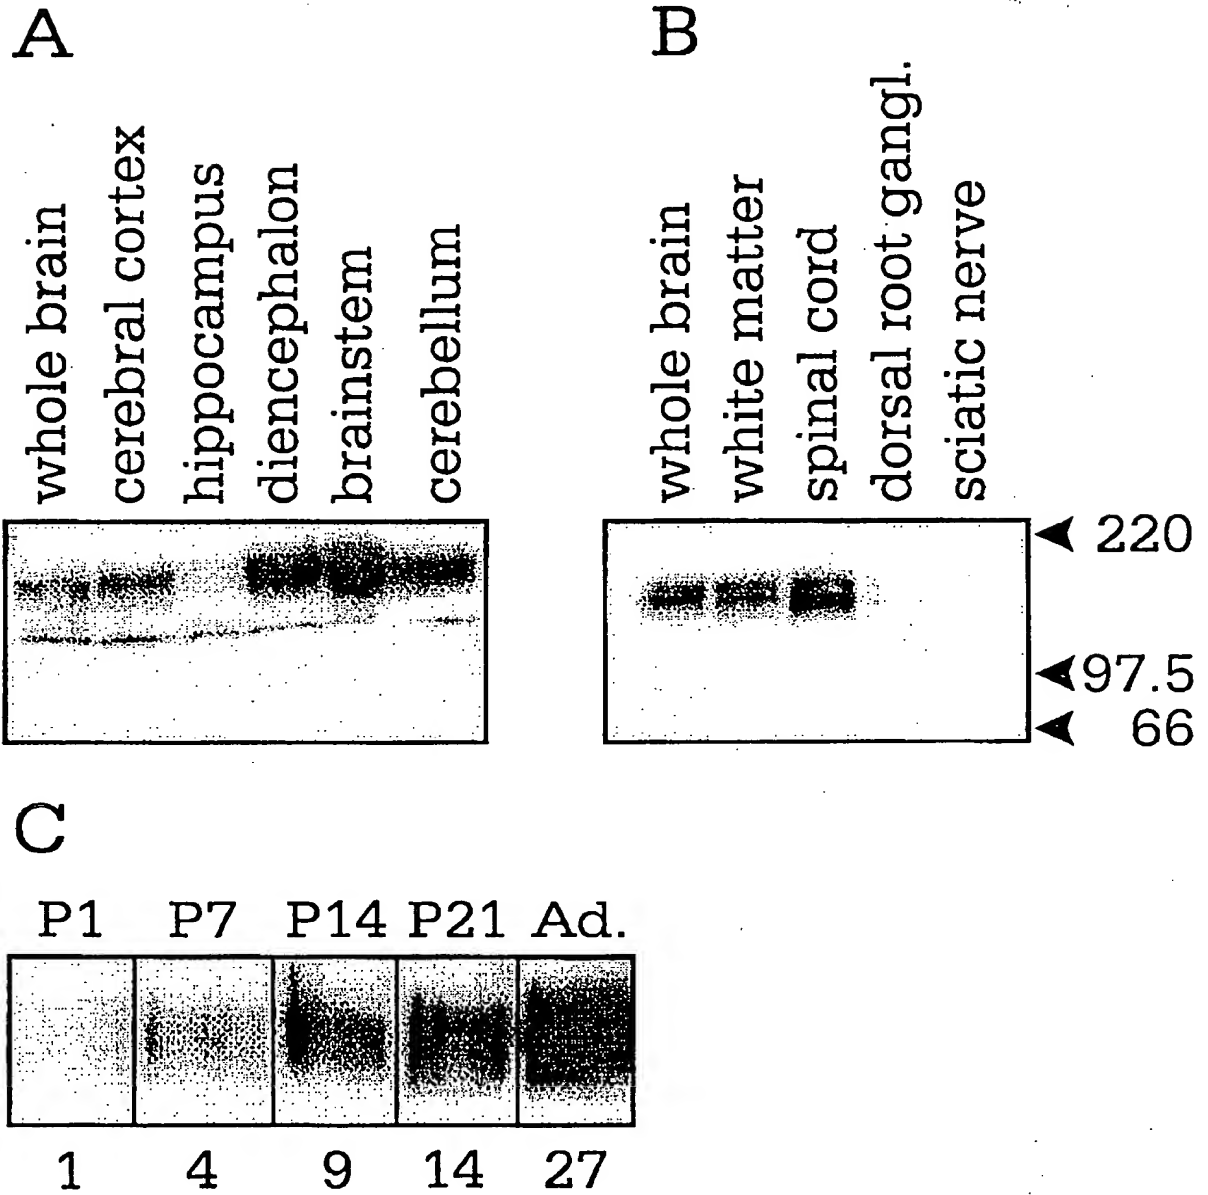 A
whole brain
cerebral cortex
hippocampus
diencephalon
brainstem
cerebellum
B
whole brain
white matter
spinal cord
dorsal root gangl.
sciatic nerve
220
97.5
66
C
P1 P7 P14 P21 Ad.
1 4 9 14 27